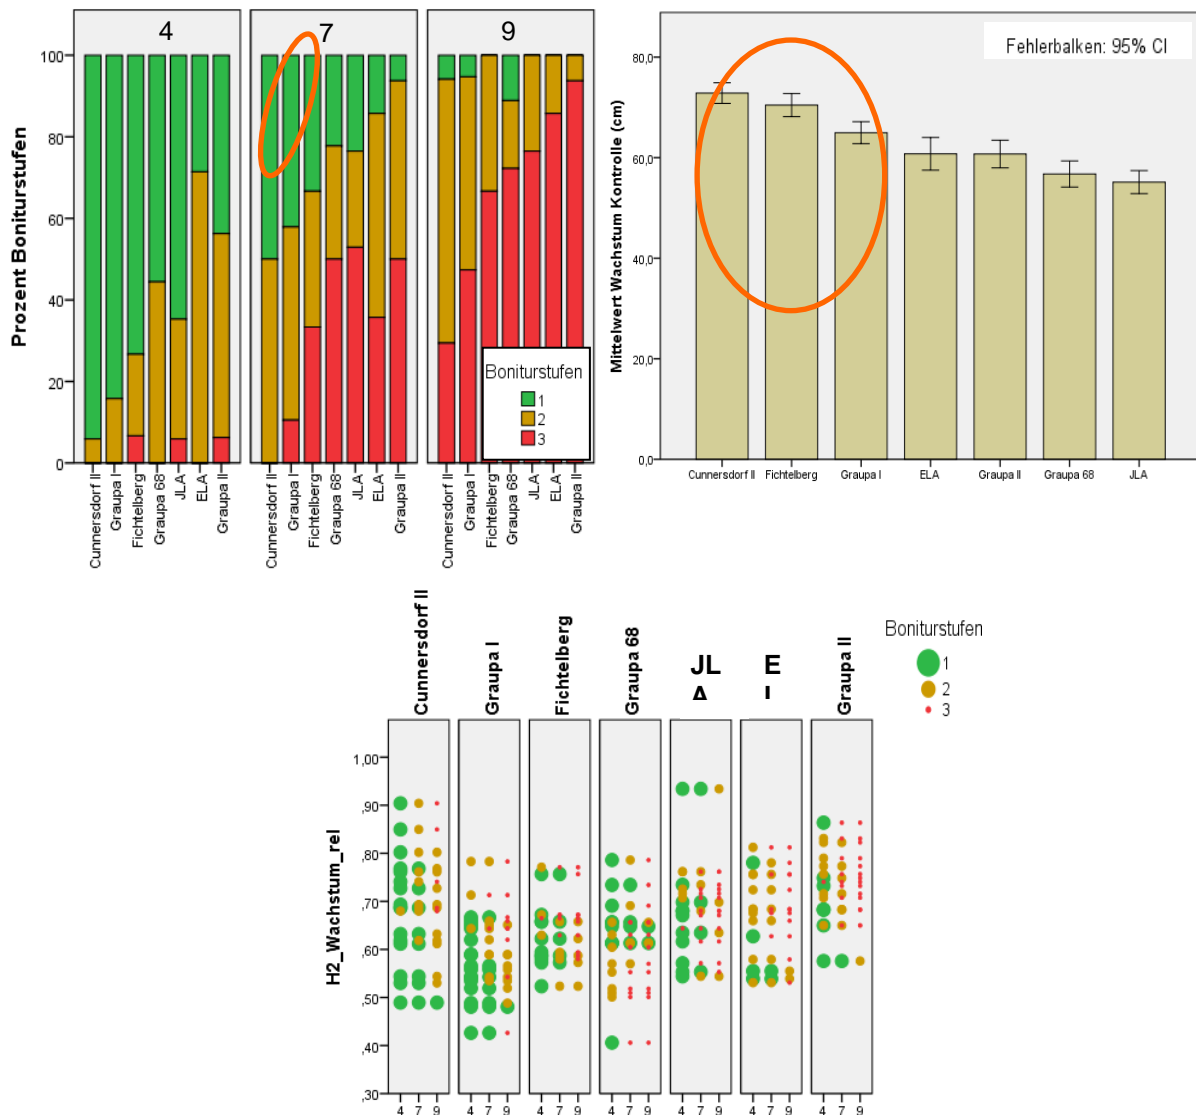 4
7
9
Prozent Boniturstufen
100
80
60
40
20
0
Cunnersdorf II
Graupa I
Fichtelberg
Graupa 68
JLA
ELA
Graupa II
Cunnersdorf II
Graupa I
Fichtelberg
Graupa 68
JLA
ELA
Graupa II
Cunnersdorf II
Graupa I
Fichtelberg
Graupa 68
JLA
ELA
Graupa II
Boniturstufen
1
2
3
Fehlerbalken: 95% CI
Mittelwert Wachstum Kontrolle (cm)
80,0
60,0
40,0
20,0
0,0
Cunnersdorf II
Fichtelberg
Graupa I
ELA
Graupa II
Graupa 68
JLA
Cunnersdorf II
Graupa I
Fichtelberg
Graupa 68
JL
A
E
Graupa II
Boniturstufen
1
2
3
H2_Wachstum_rel
1,00
,90
,80
,70
,60
,50
,40
,30
4 7 9
4 7 9
4 7 9
4 7 9
4 7 9
4 7 9
4 7 9